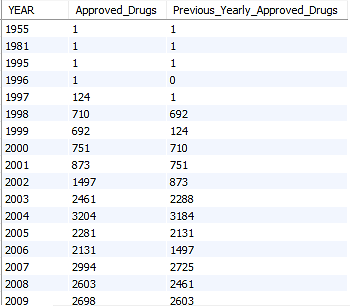 YEAR Approved_Drugs Previous_Yearly_Approved_Drugs
1955 1 1
1981 1 1
1995 1 1
1996 1 0
1997 124 1
1998 710 692
1999 692 124
2000 751 710
2001 873 751
2002 1497 873
2003 2461 2288
2004 3204 3184
2005 2281 2131
2006 2131 1497
2007 2994 2725
2008 2603 2461
2009 2698 2603